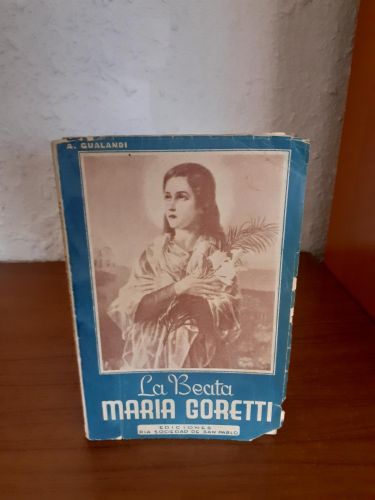 A. GUALANDI
La Beata
MARIA GORETTI
EDICIONES
PIA SOCIEDAD DE SAN PABLO